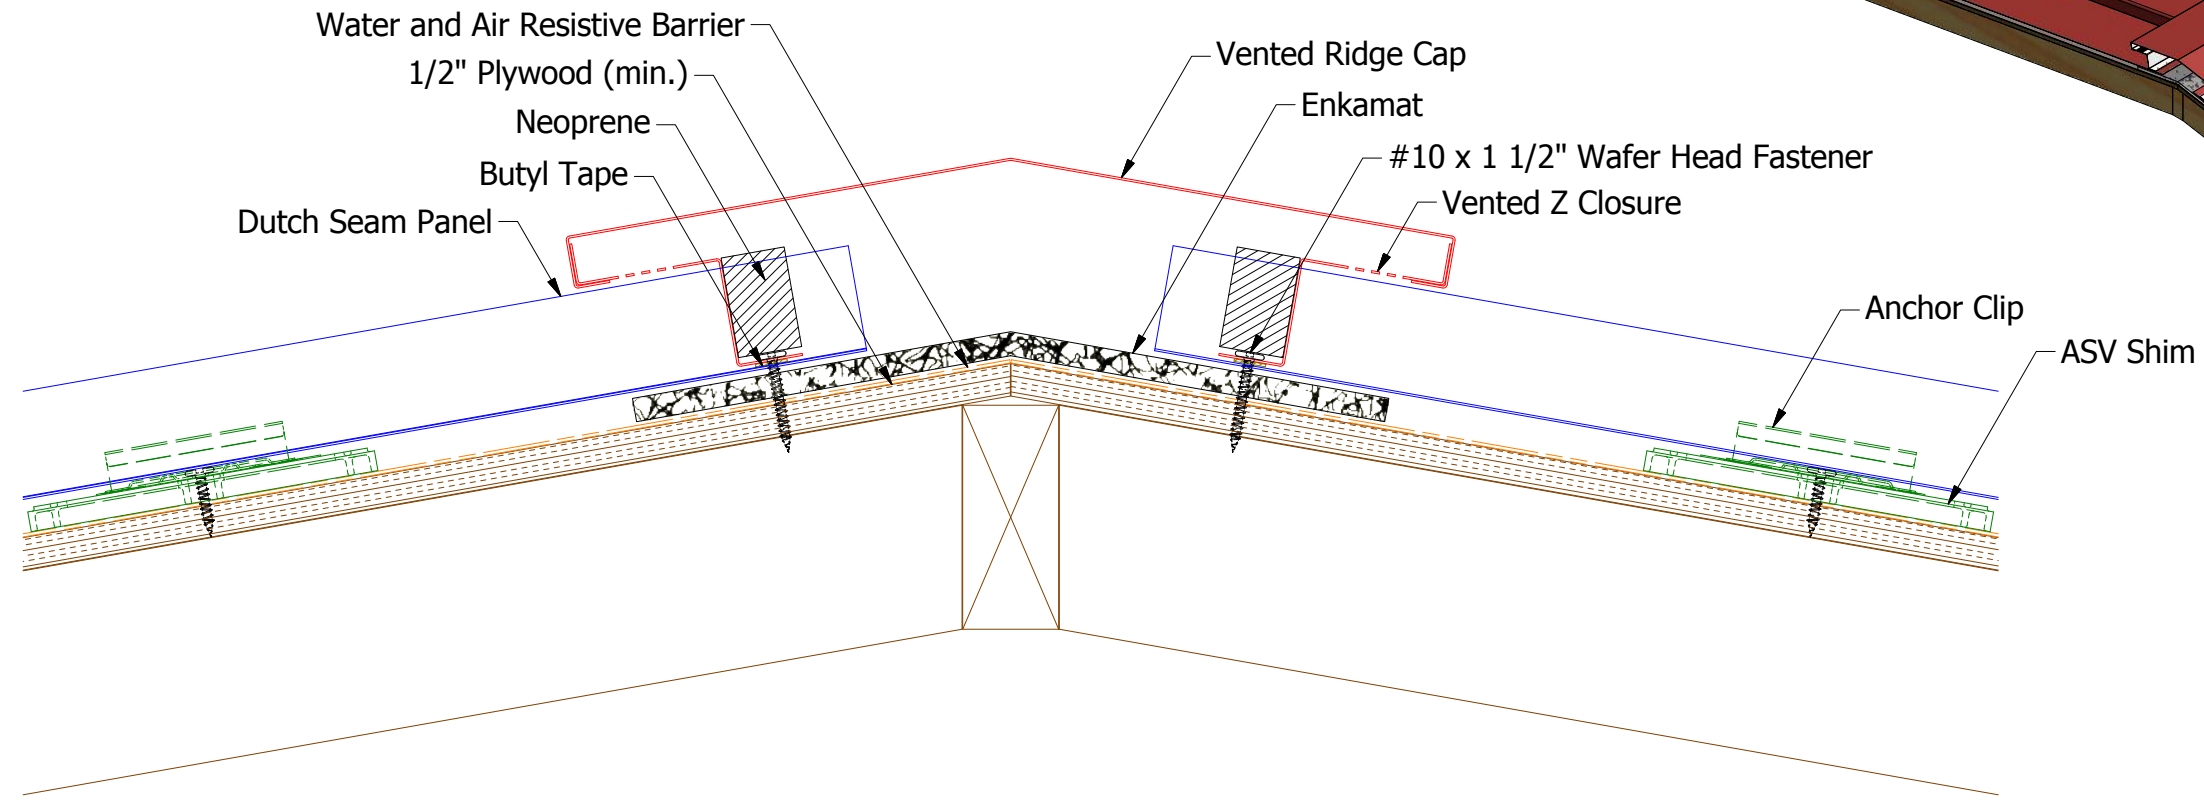 Water and Air Resistive Barrier
1/2" Plywood (min.)
Neoprene
Butyl Tape
Dutch Seam Panel
Vented Ridge Cap
Enkamat
#10 x 1 1/2" Wafer Head Fastener
Vented Z Closure
Anchor Clip
ASV Shim